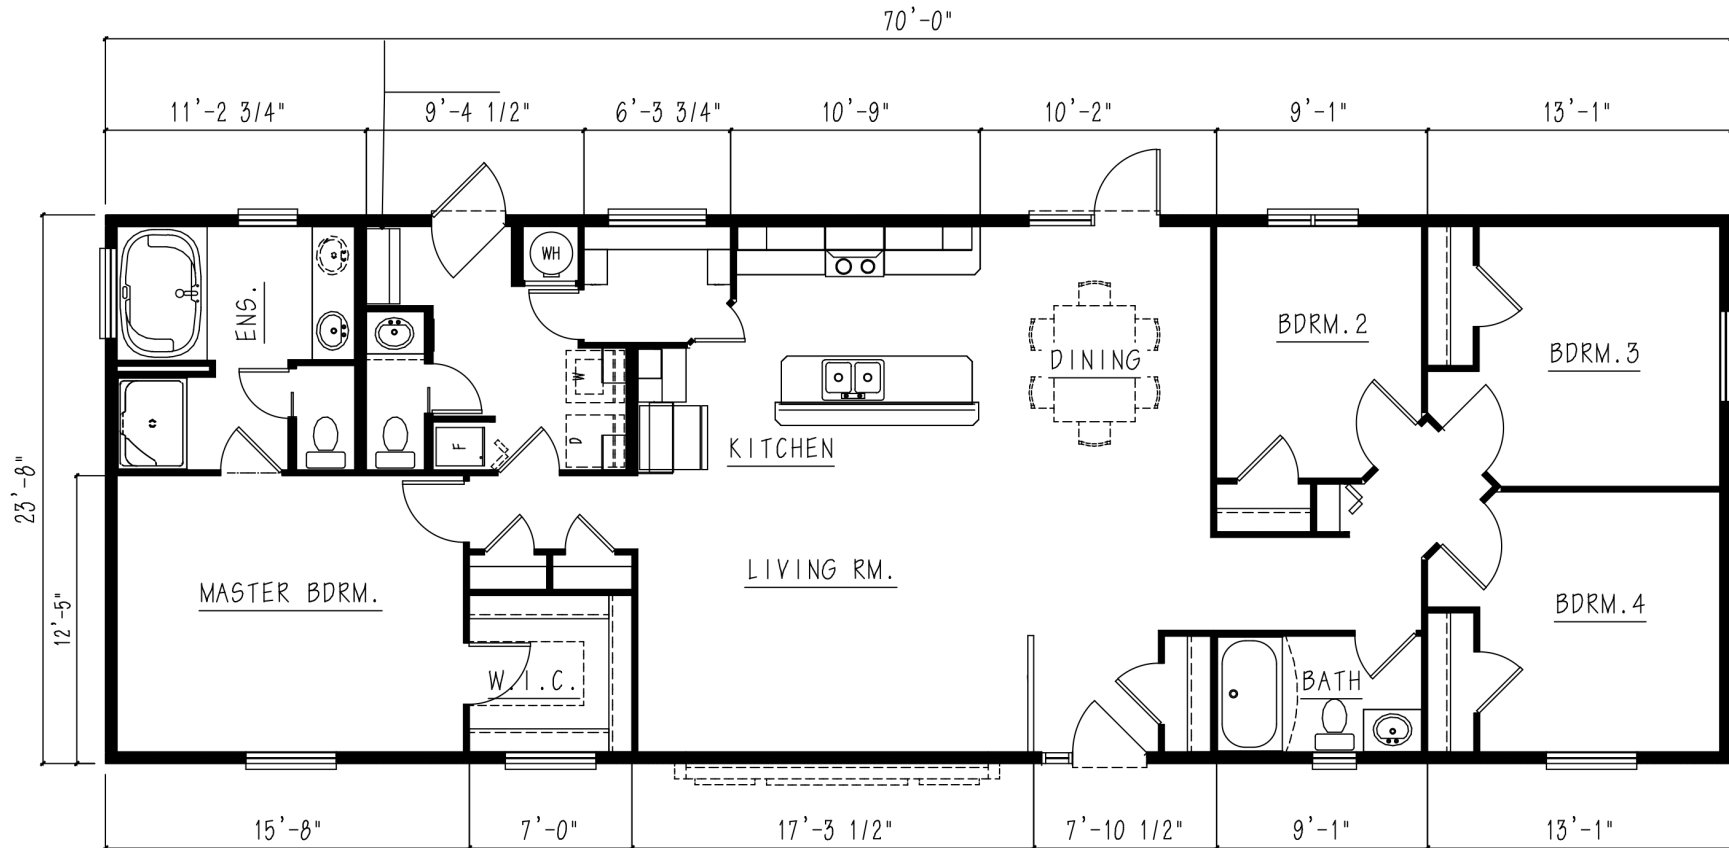 70'-0"
11'-2 3/4" 9'-4 1/2" 6'-3 3/4" 10'-9" 10'-2" 9'-1" 13'-1"
WH
ENS.
BDRM.2
BDRM.3
DINING
W
D
F
KITCHEN
23'-8"
12'-5"
MASTER BDRM.
LIVING RM.
BDRM.4
W.I.C.
BATH
15'-8" 7'-0" 17'-3 1/2" 7'-10 1/2" 9'-1" 13'-1"